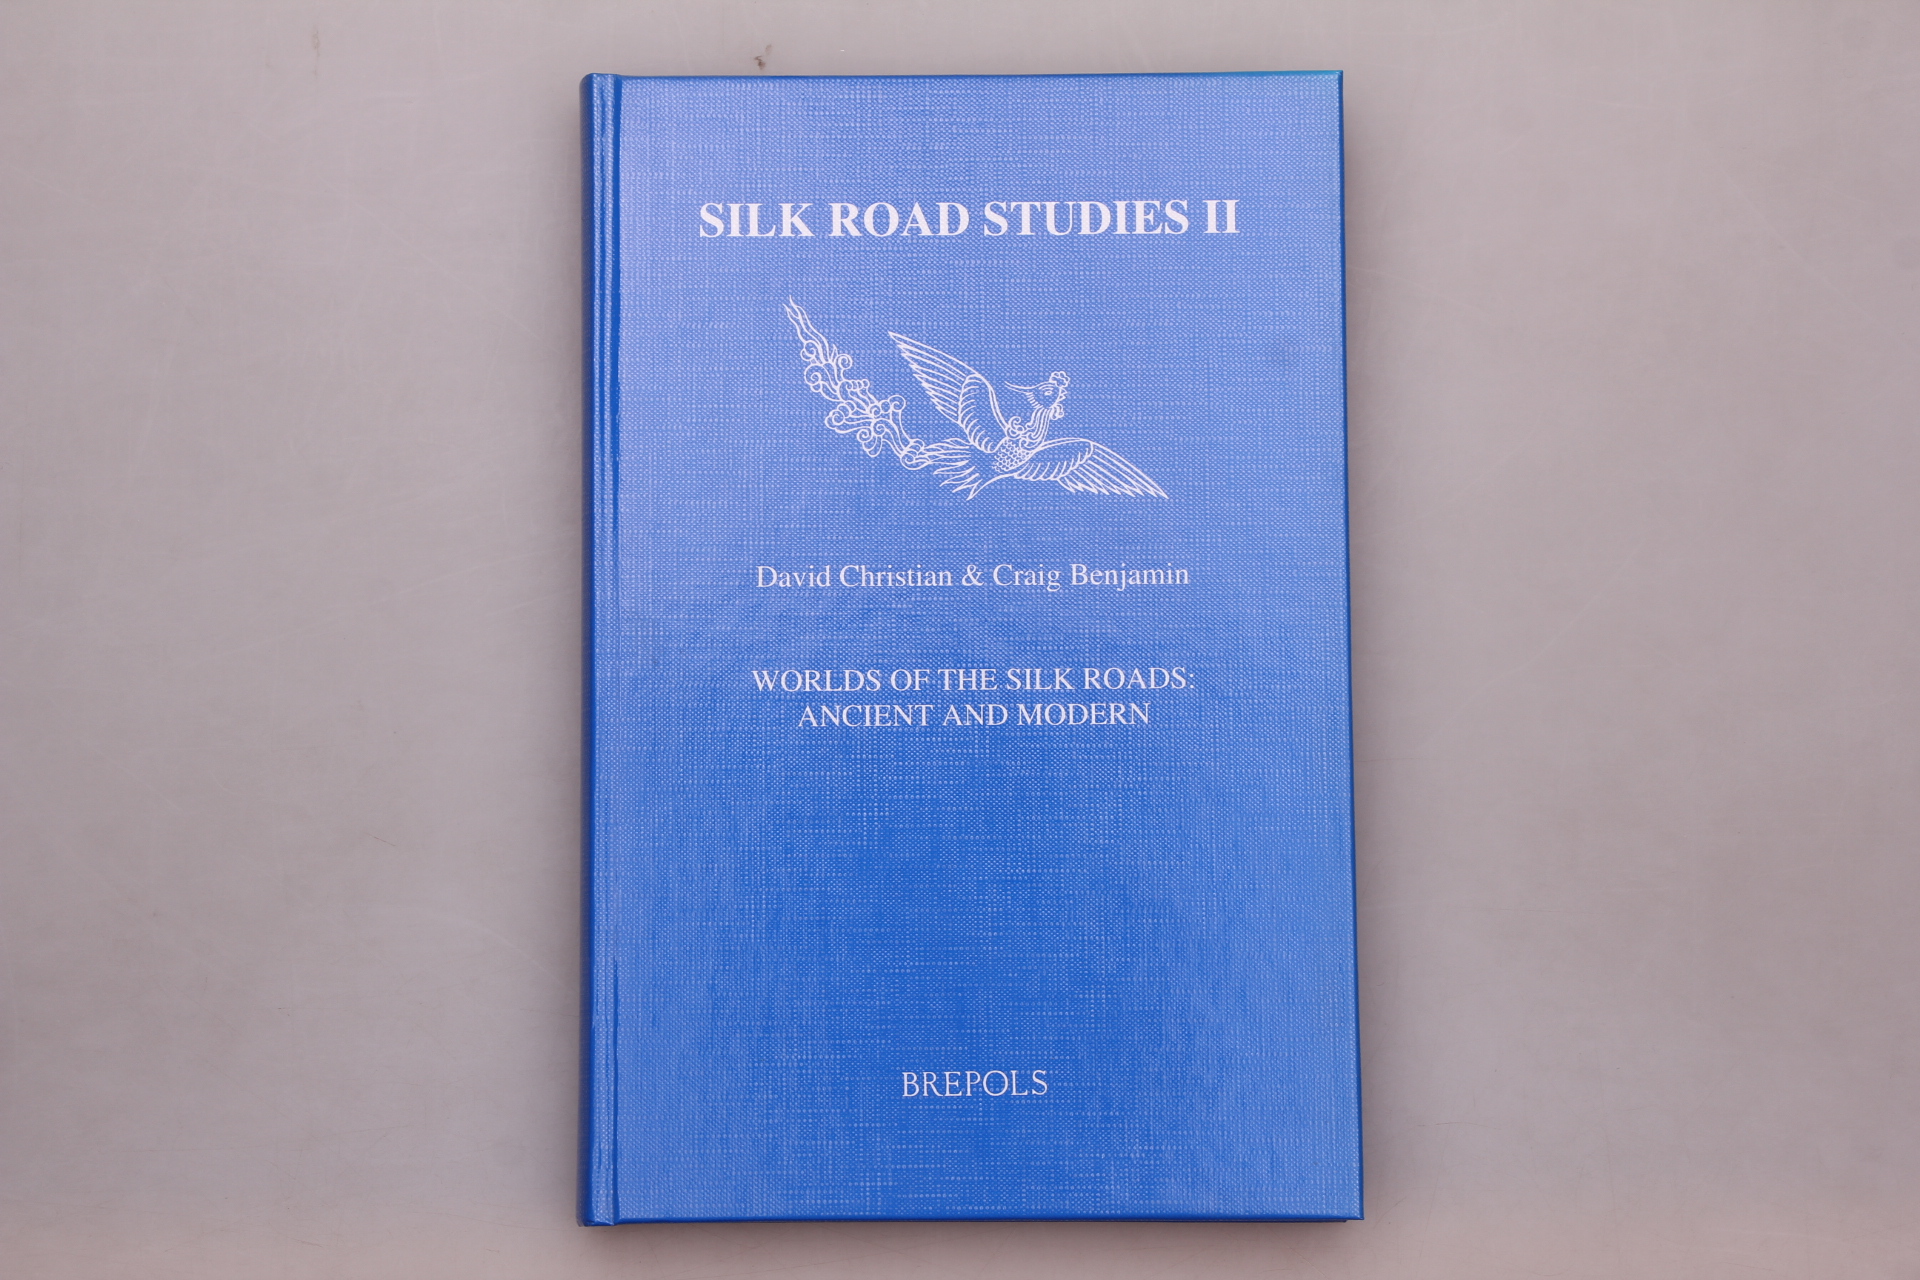 SILK ROAD STUDIES II
David Christian & Craig Benjamin
WORLDS OF THE SILK ROADS:
ANCIENT AND MODERN
BREPOLS